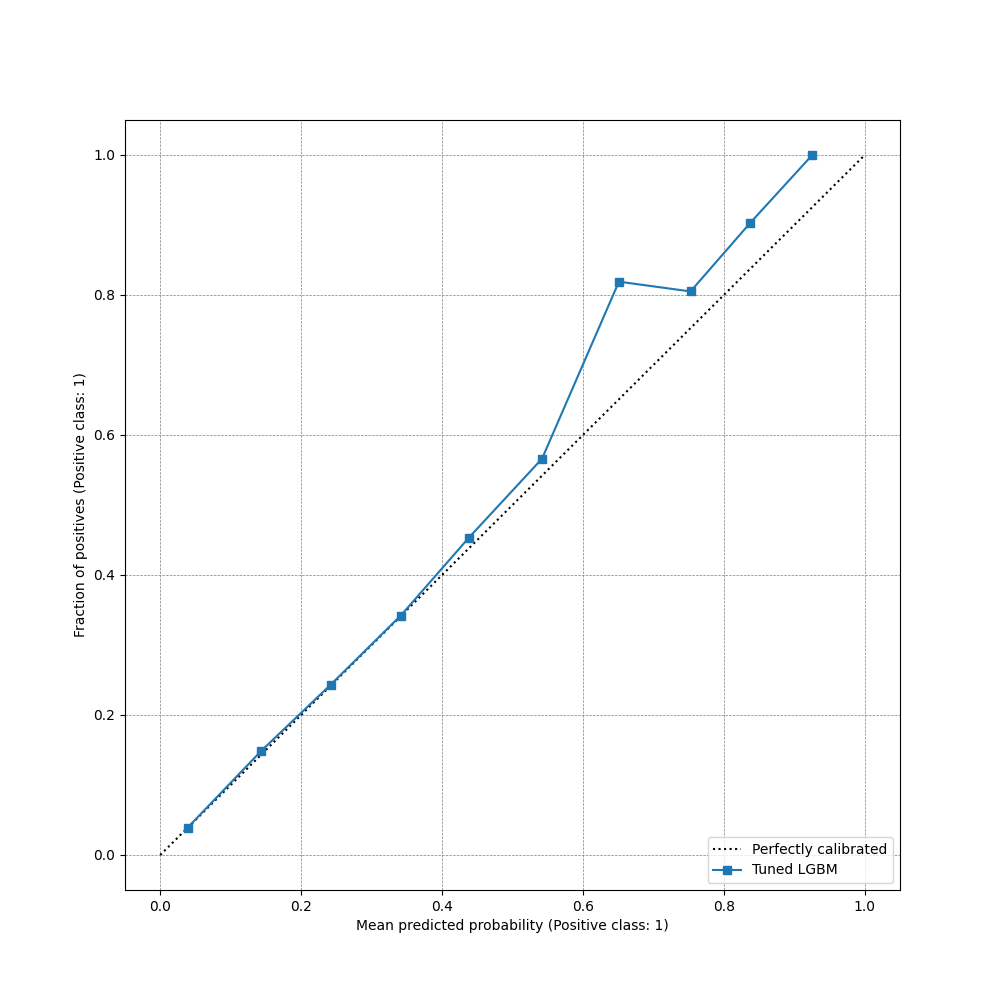 1.0
0.8
0.6
0.4
0.2
0.0
Fraction of positives (Positive class: 1)
0.0 0.2 0.4 0.6 0.8 1.0
Mean predicted probability (Positive class: 1)
Perfectly calibrated
Tuned LGBM